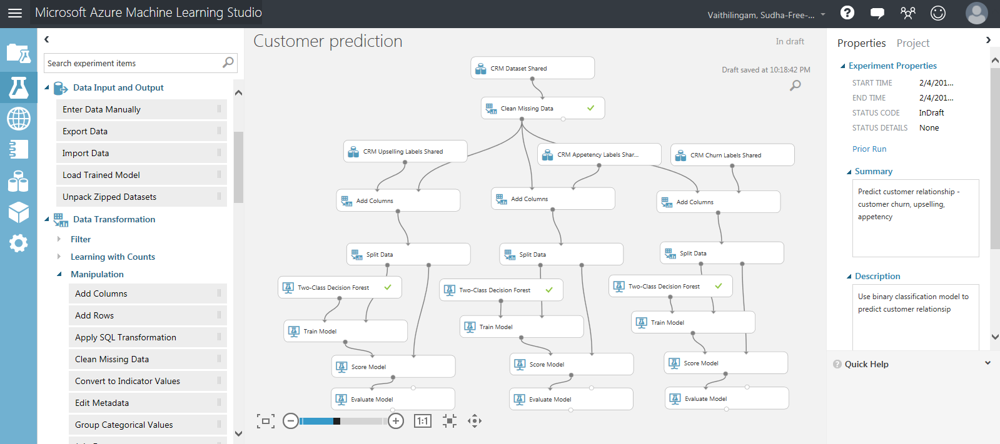 Microsoft Azure Machine Learning Studio
Vaithilingam, Sudha-Free-...
Search experiment items
Data Input and Output
Enter Data Manually
Export Data
Import Data
Load Trained Model
Unpack Zipped Datasets
Data Transformation
Filter
Learning with Counts
Manipulation
Add Columns
Add Rows
Apply SQL Transformation
Clean Missing Data
Convert to Indicator Values
Edit Metadata
Group Categorical Values
Customer prediction
In draft
Draft saved at 10:18:42 PM
CRM Dataset Shared
Clean Missing Data
CRM Upselling Labels Shared
CRM Appetency Labels Shar...
CRM Churn Labels Shared
Add Columns
Add Columns
Add Columns
Split Data
Split Data
Split Data
Two-Class Decision Forest
Two-Class Decision Forest
Two-Class Decision Forest
Train Model
Train Model
Train Model
Score Model
Score Model
Score Model
Evaluate Model
Evaluate Model
Evaluate Model
1:1
Properties Project
Experiment Properties
START TIME 2/4/201...
END TIME 2/4/201...
STATUS CODE InDraft
STATUS DETAILS None
Prior Run
Summary
Predict customer relationship -
customer churn, upselling,
appetency
Description
Use binary classification model to
predict customer relationsip
Quick Help